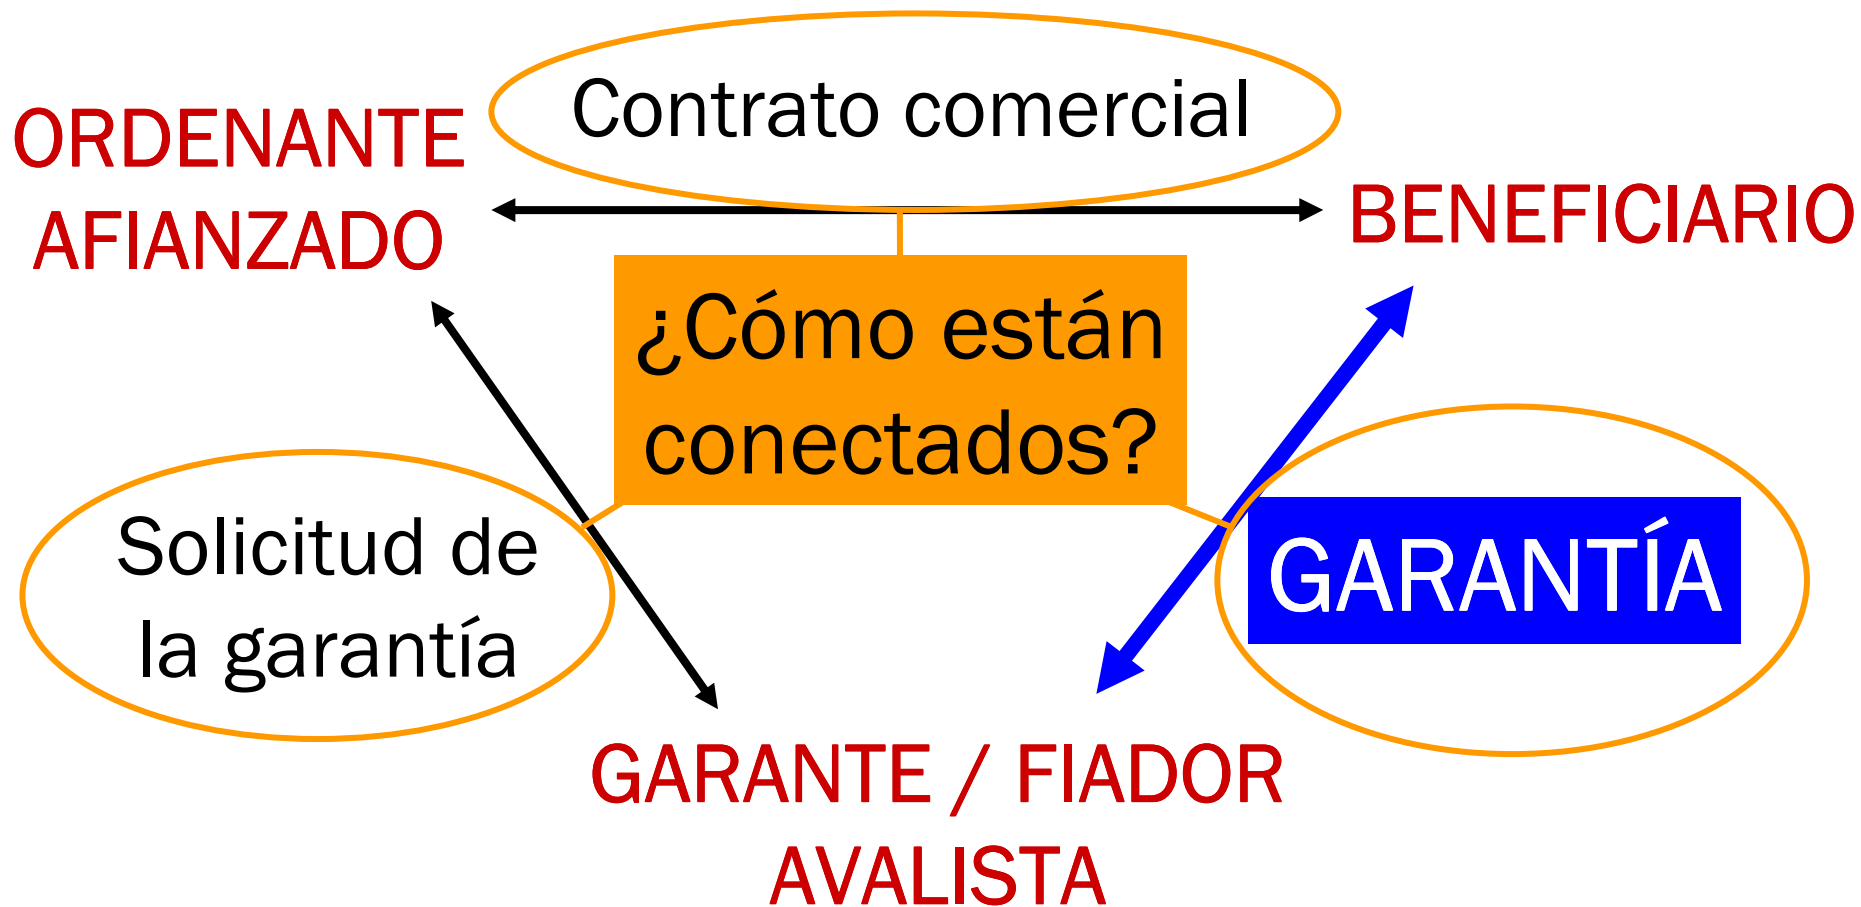 Contrato comercial
ORDENANTE
AFIANZADO
BENEFICIARIO
¿Cómo están
conectados?
Solicitud de
la garantía
GARANTÍA
GARANTE / FIADOR
AVALISTA